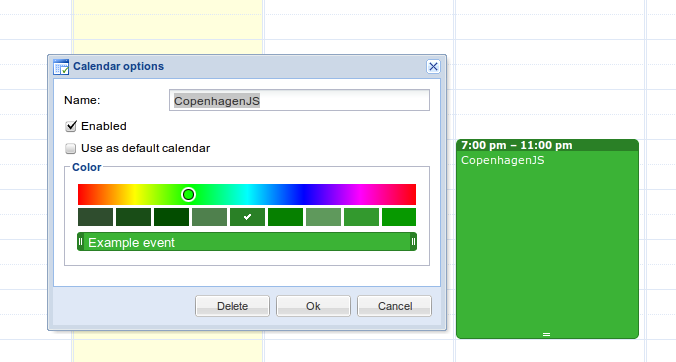 Calendar options
Name: CopenhagenJS
Enabled
Use as default calendar
Color
Example event
Delete Ok Cancel
7:00 pm – 11:00 pm
CopenhagenJS